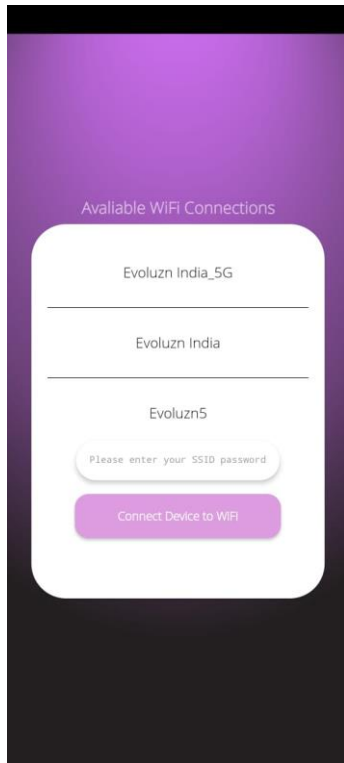 Avaliable WiFi Connections
Evoluzn India_5G
Evoluzn India
Evoluzn5
Please enter your SSID password
Connect Device to WiFi